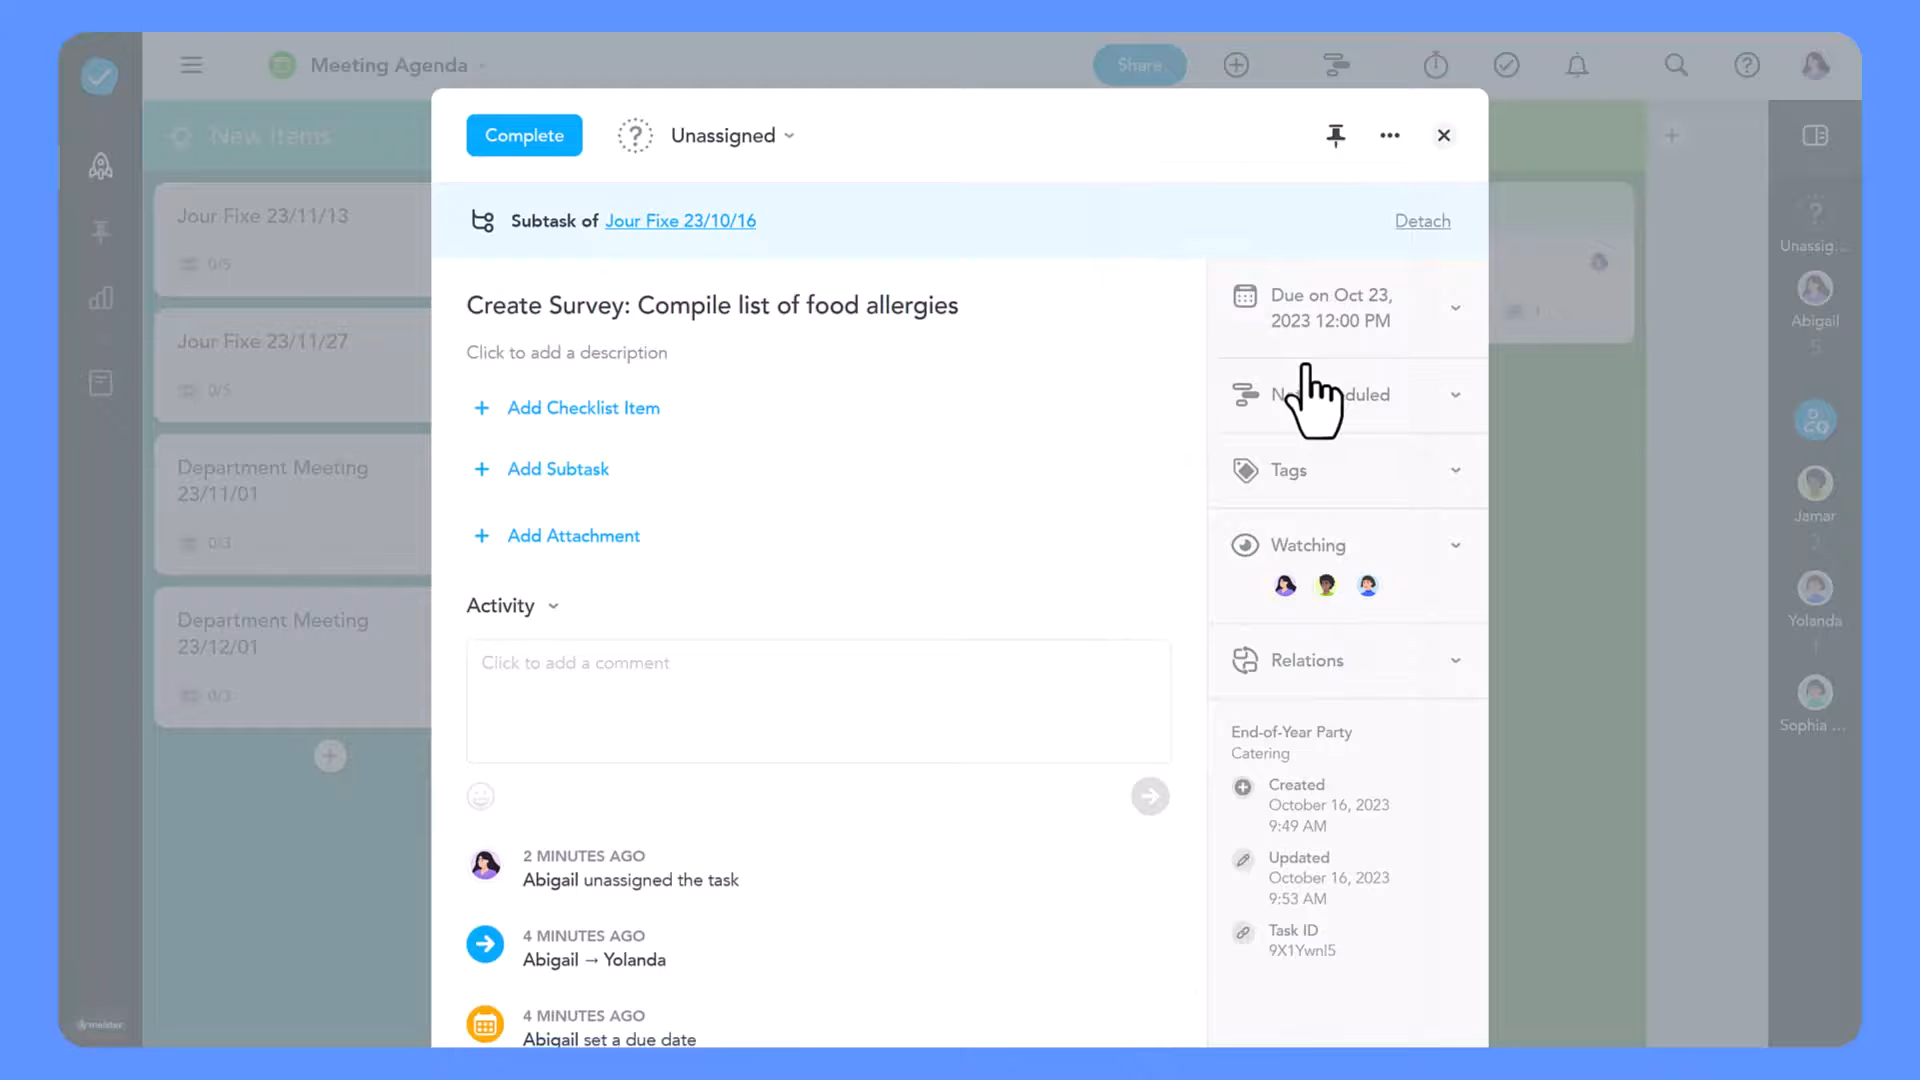 Meeting Agenda
Share
New Items
Jour Fixe 23/11/13
0/5
Jour Fixe 23/11/27
0/5
Department Meeting
23/11/01
0/3
Department Meeting
23/12/01
0/3
meister
Complete
Unassigned
Subtask of Jour Fixe 23/10/16
Detach
Create Survey: Compile list of food allergies
Click to add a description
+ Add Checklist Item
+ Add Subtask
+ Add Attachment
Activity
Click to add a comment
2 MINUTES AGO
Abigail unassigned the task
4 MINUTES AGO
Abigail → Yolanda
4 MINUTES AGO
Abigail set a due date
Due on Oct 23,
2023 12:00 PM
Tags
Watching
Relations
End-of-Year Party
Catering
Created
October 16, 2023
9:49 AM
Updated
October 16, 2023
9:53 AM
Task ID
9X1Ywnl5
Unassig...
Abigail
5
Jamar
2
Yolanda
1
Sophia ...